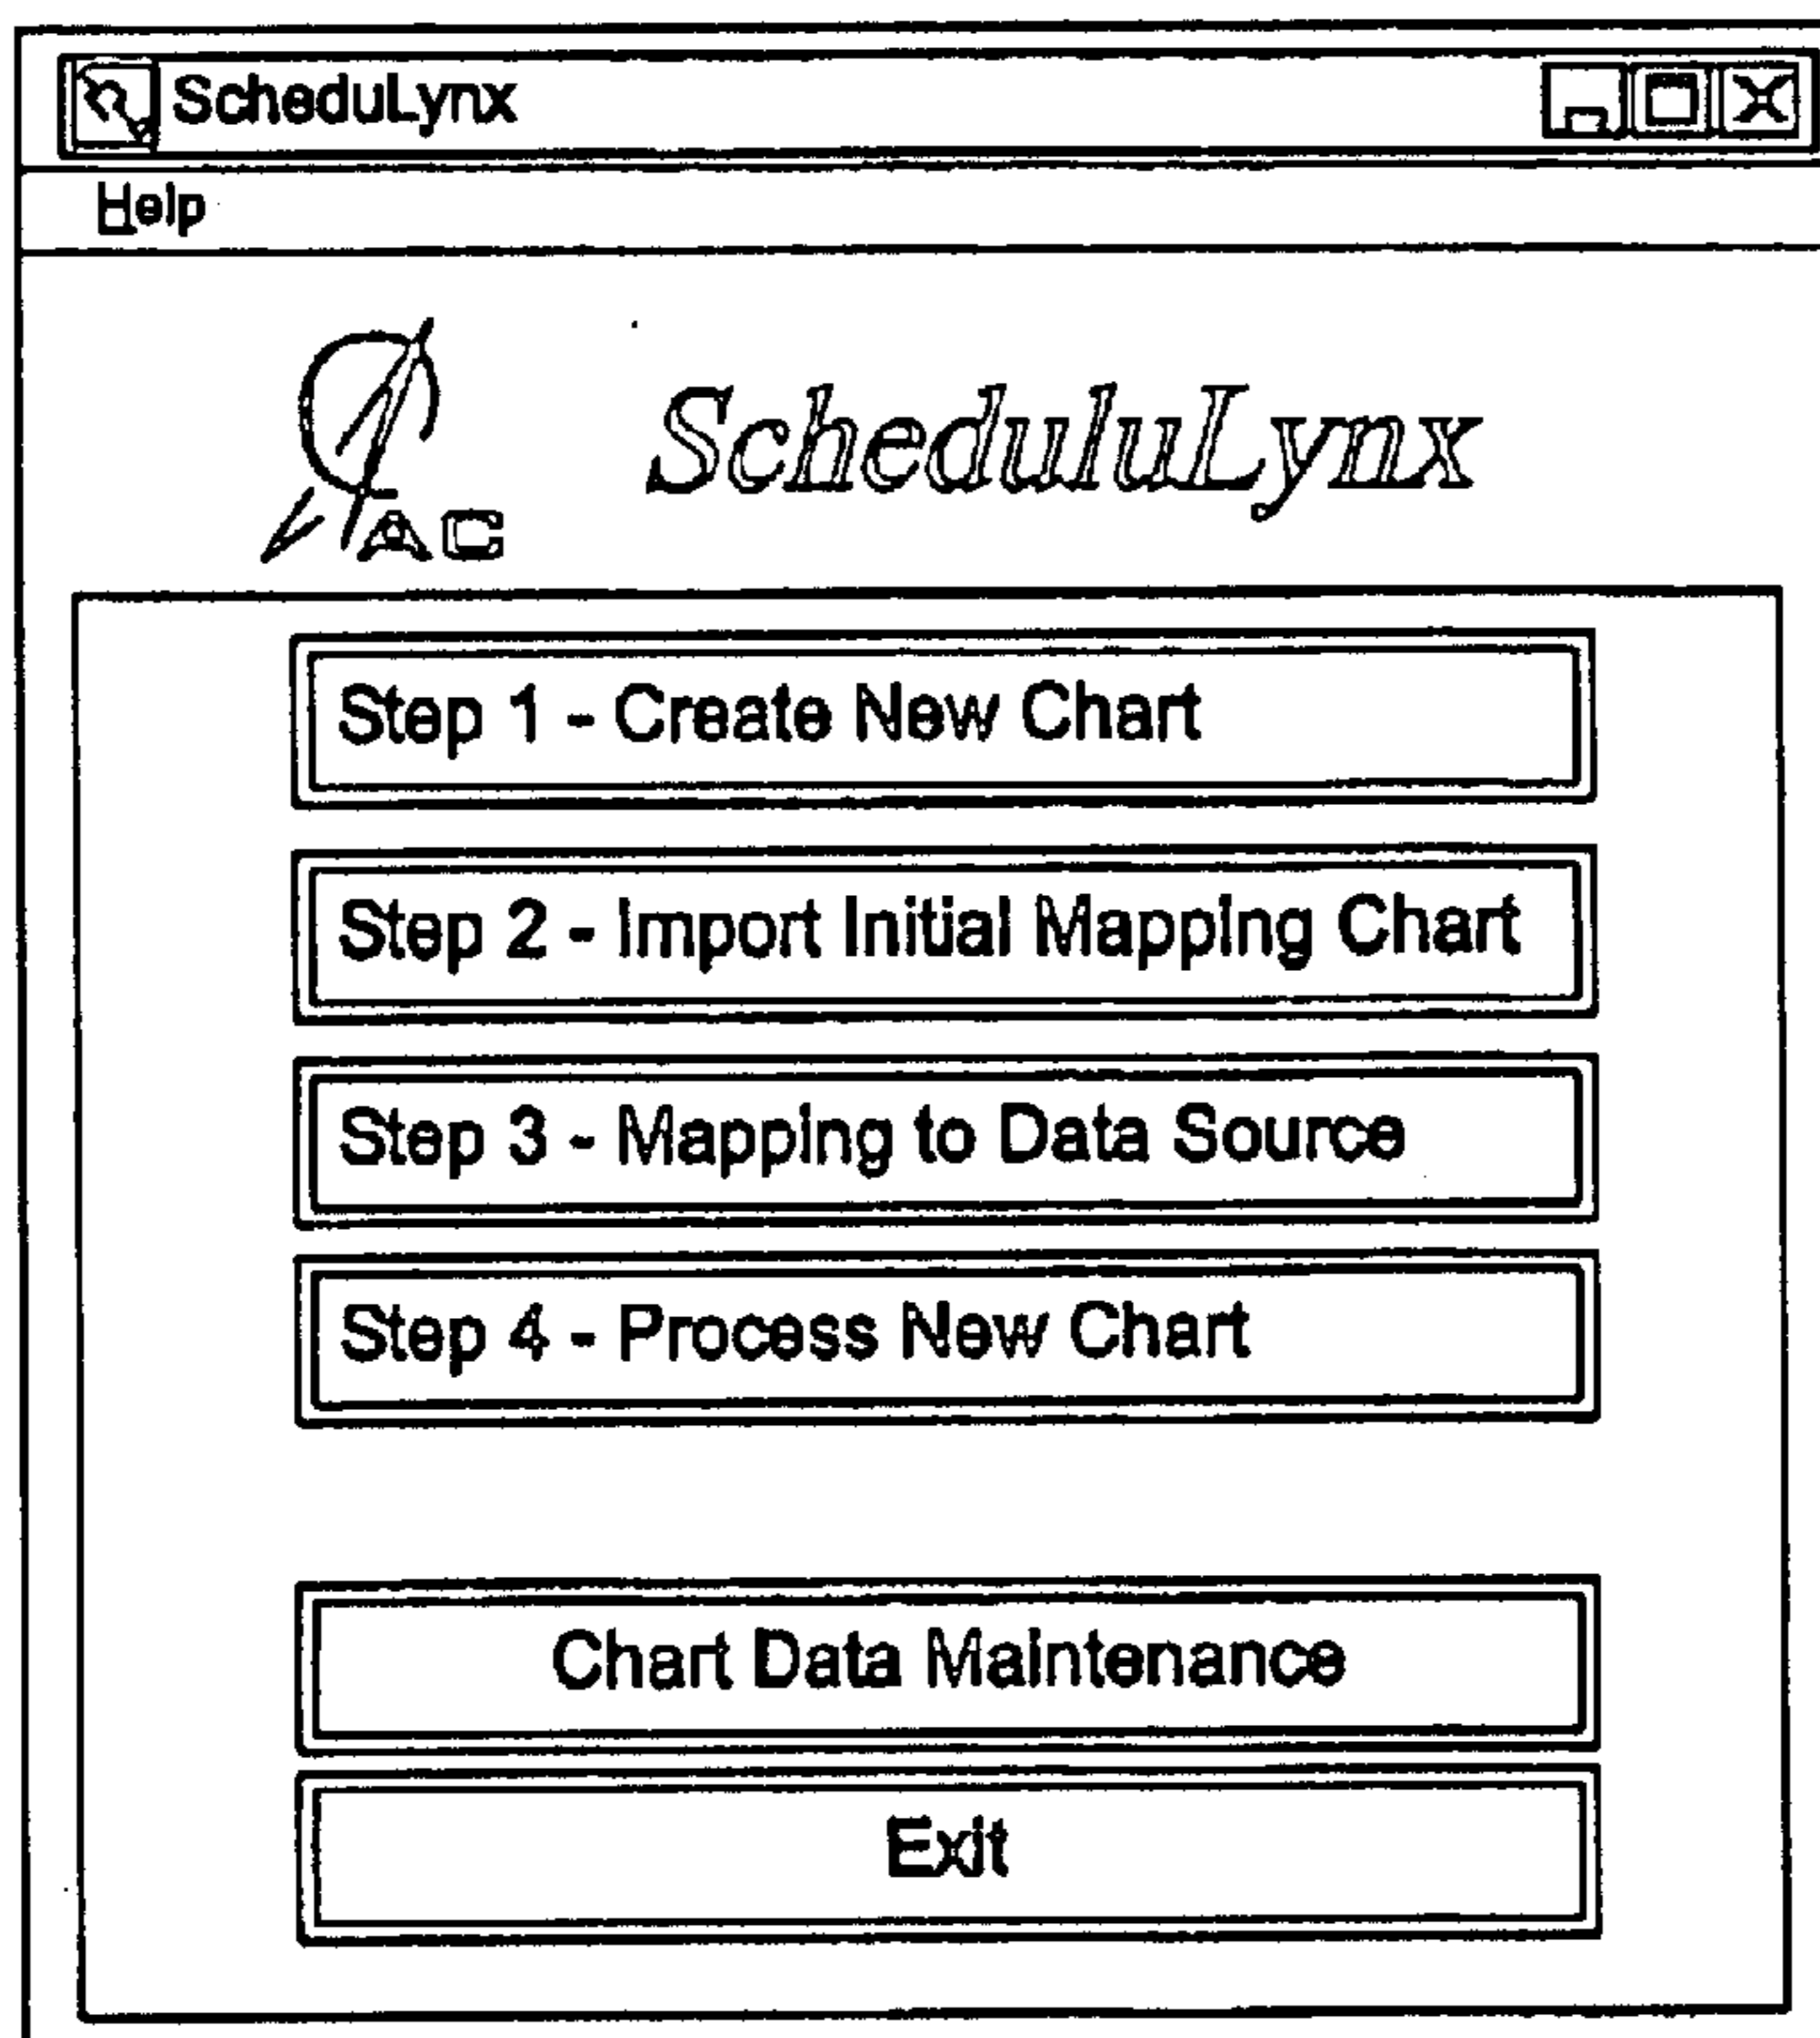 ScheduLynx
Help
ScheduluLynx
AC
Step 1 - Create New Chart
Step 2 - Import Initial Mapping Chart
Step 3 - Mapping to Data Source
Step 4 - Process New Chart
Chart Data Maintenance
Exit